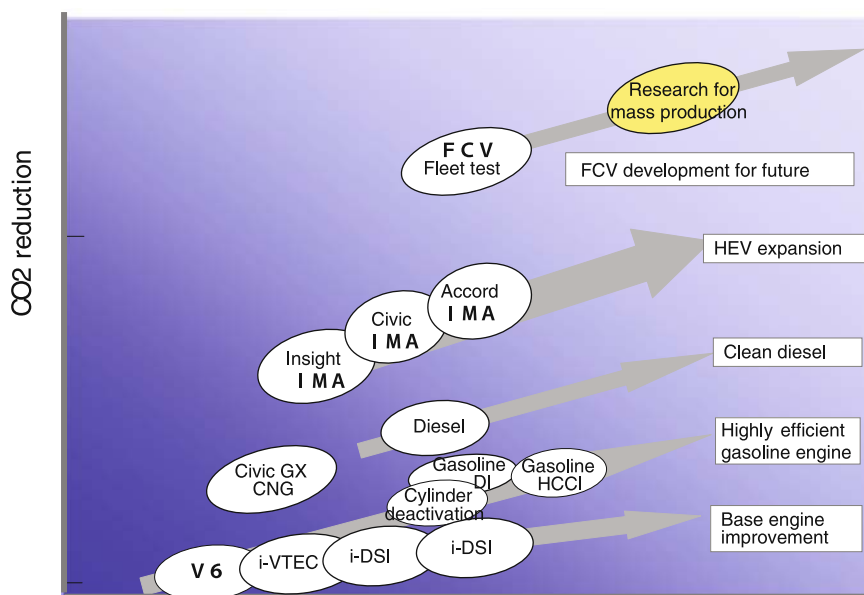 CO2 reduction
Research for
mass production
F C V
Fleet test
FCV development for future
HEV expansion
Accord
I M A
Civic
I M A
Insight
I M A
Clean diesel
Diesel
Highly efficient
gasoline engine
Civic GX
CNG
Gasoline
DI
Gasoline
HCCI
Cylinder
deactivation
Base engine
improvement
V 6
i-VTEC
i-DSI
i-DSI